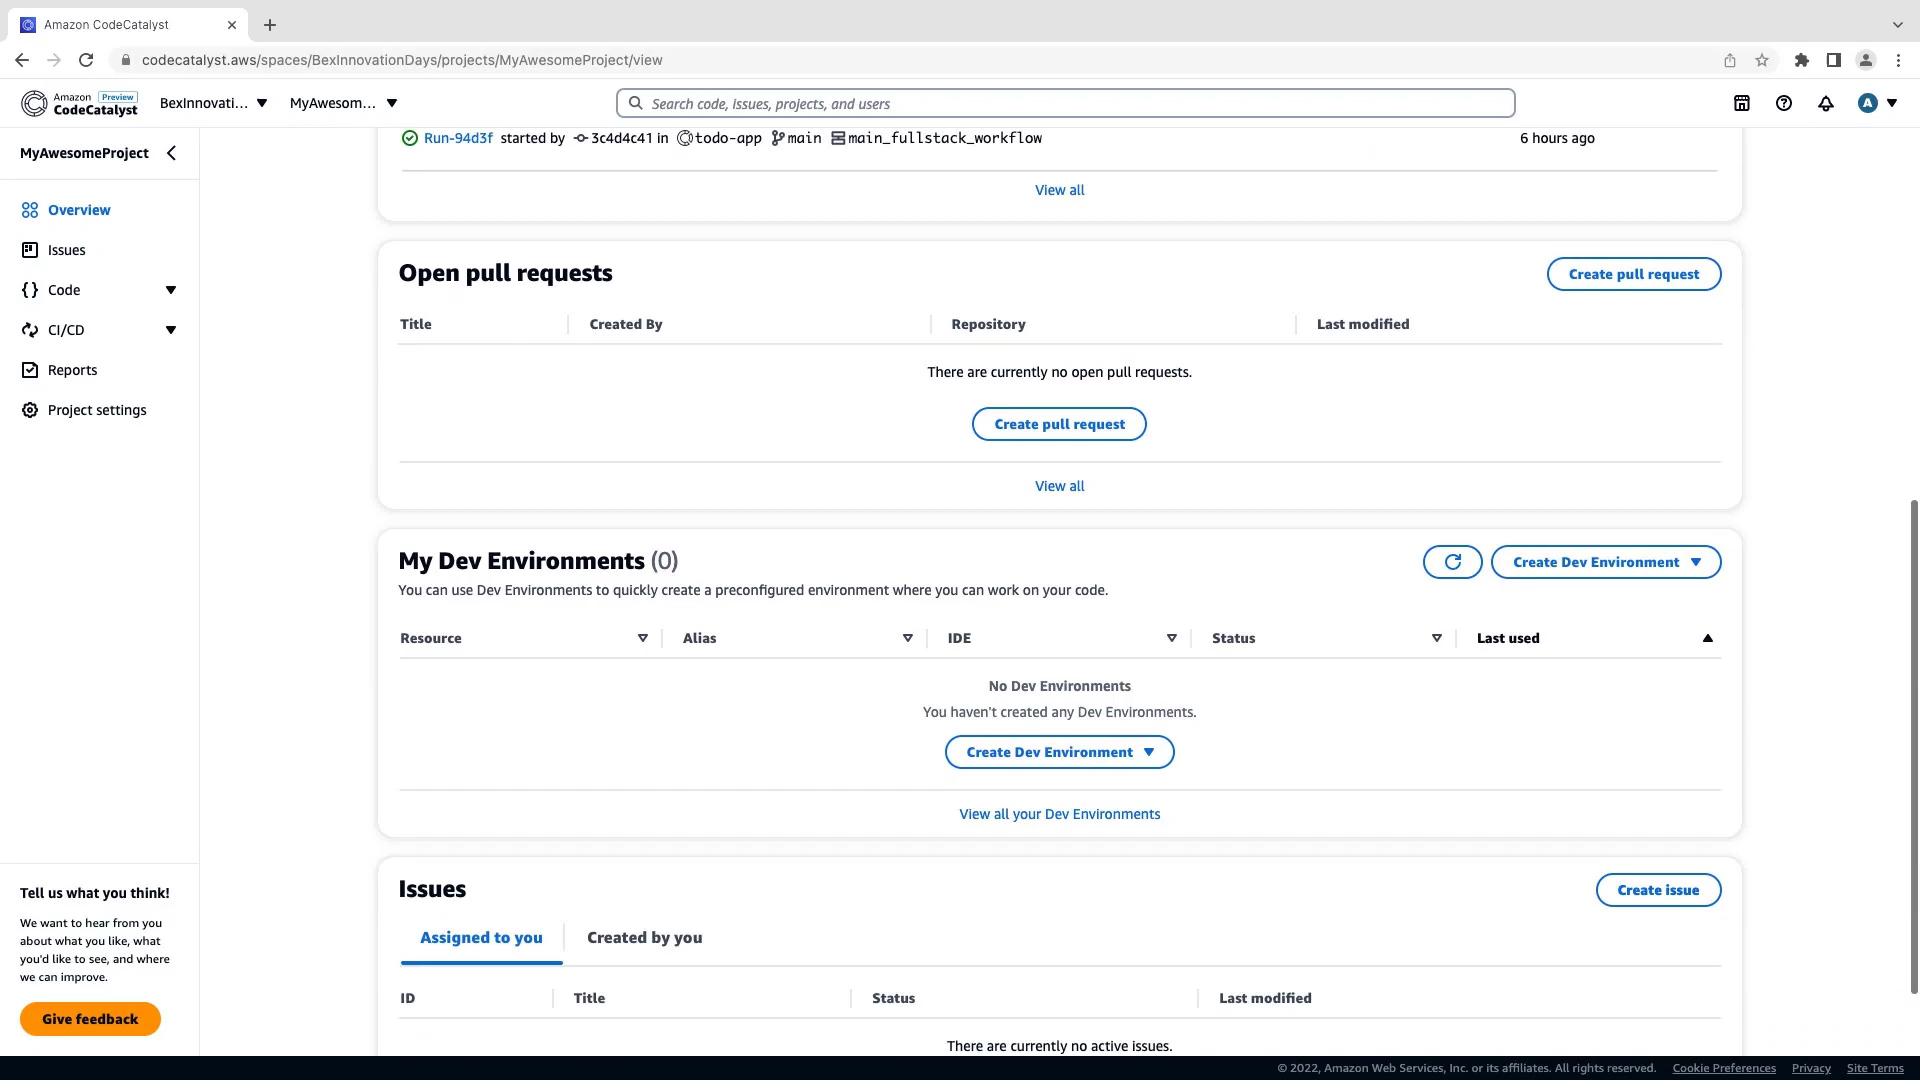 Amazon CodeCatalyst
codecatalyst.aws/spaces/BexInnovationDays/projects/MyAwesomeProject/view
Amazon Preview
CodeCatalyst
BexInnovati...
MyAwesom...
Search code, issues, projects, and users
A
MyAwesomeProject
Overview
Issues
Code
CI/CD
Reports
Project settings
Tell us what you think!
We want to hear from you
about what you like, what
you'd like to see, and where
we can improve.
Give feedback
Run-94d3f started by 3c4d4c41 in todo-app main main_fullstack_workflow 6 hours ago
View all
Open pull requests
Create pull request
Title Created By Repository Last modified
There are currently no open pull requests.
Create pull request
View all
My Dev Environments (0)
Create Dev Environment
You can use Dev Environments to quickly create a preconfigured environment where you can work on your code.
Resource Alias IDE Status Last used
No Dev Environments
You haven't created any Dev Environments.
Create Dev Environment
View all your Dev Environments
Issues
Create issue
Assigned to you Created by you
ID Title Status Last modified
There are currently no active issues.
© 2022, Amazon Web Services, Inc. or its affiliates. All rights reserved. Cookie Preferences Privacy Site Terms